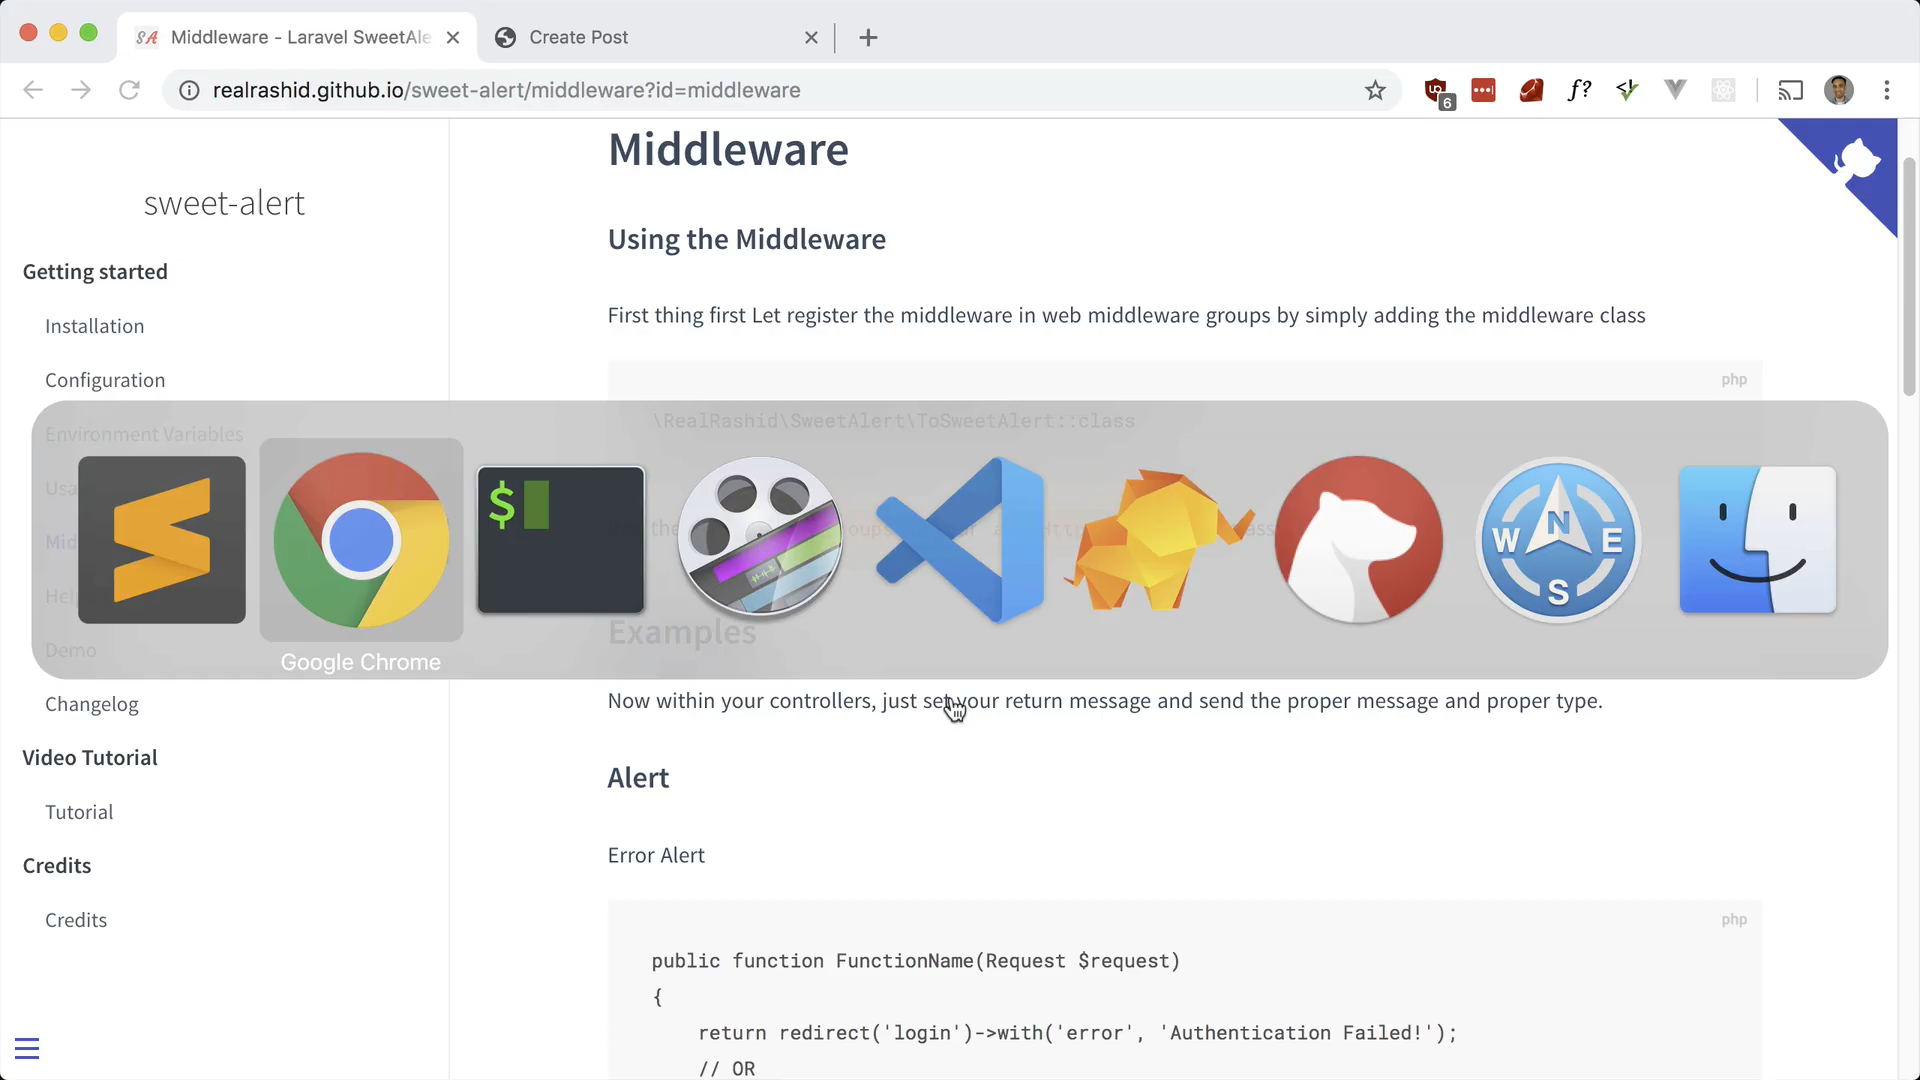 Middleware - Laravel SweetAle
Create Post
realrashid.github.io/sweet-alert/middleware?id=middleware
6
f?
sweet-alert
Getting started
Installation
Configuration
Environment Variables
Usa
Mid
Help
Demo
Changelog
Video Tutorial
Tutorial
Credits
Credits
Middleware
Using the Middleware
First thing first Let register the middleware in web middleware groups by simply adding the middleware class
php
\RealRashid\SweetAlert\ToSweetAlert::class
$
N
W E
S
Google Chrome
Examples
Now within your controllers, just set your return message and send the proper message and proper type.
Alert
Error Alert
php
public function FunctionName(Request $request)
{
return redirect('login')->with('error', 'Authentication Failed!');
// OR